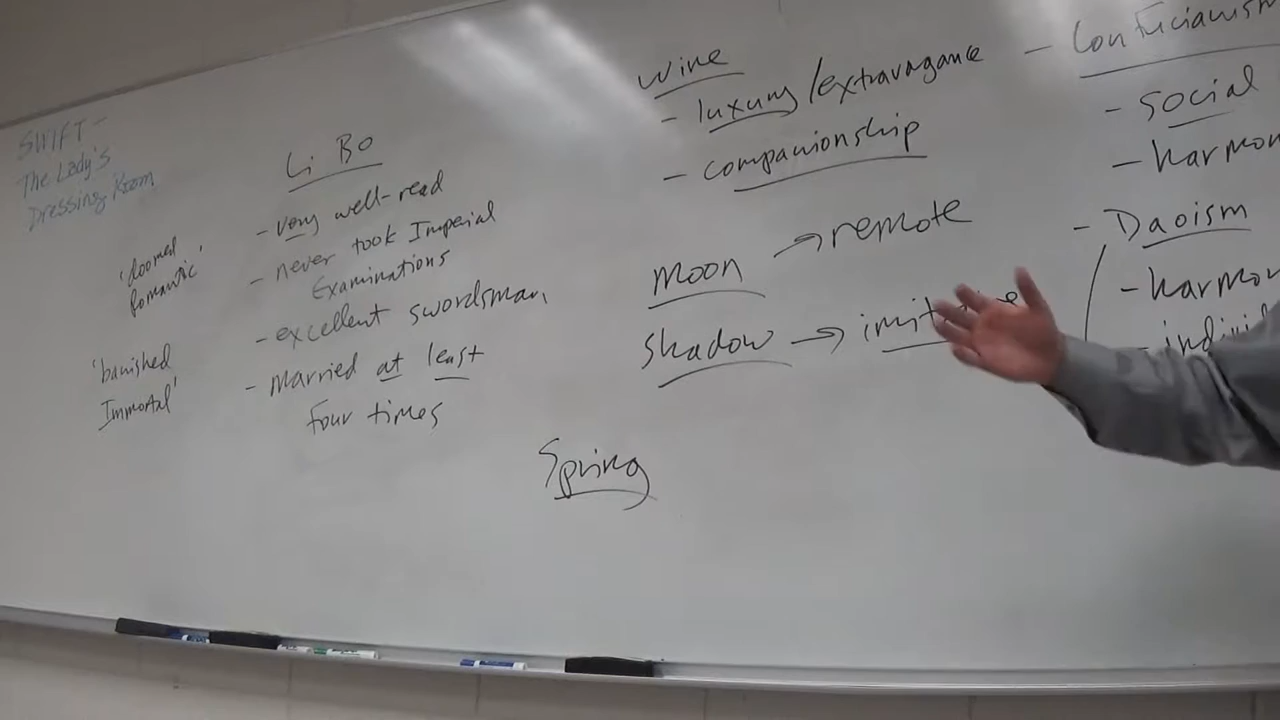 SWIFT -
The Lady's
Dressing Room
Li Bo
- very well-read
- never took Imperial
Examinations
- excellent swordsman
- married at least
four times
'doomed
Romantic'
'banished
Immortal'
wine
- luxury/extravagance
- companionship
moon → remote
shadow →
Spring
- Confucianism
- social
- harmon
- Daoism
- harmon
- individ